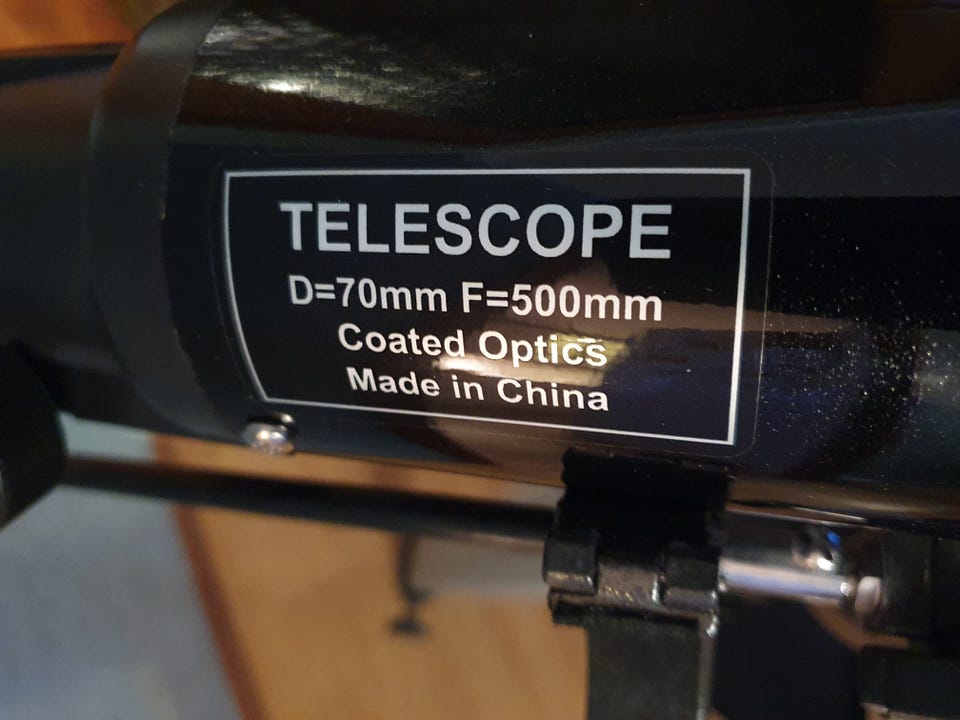 TELESCOPE
D=70mm F=500mm
Coated Optics
Made in China